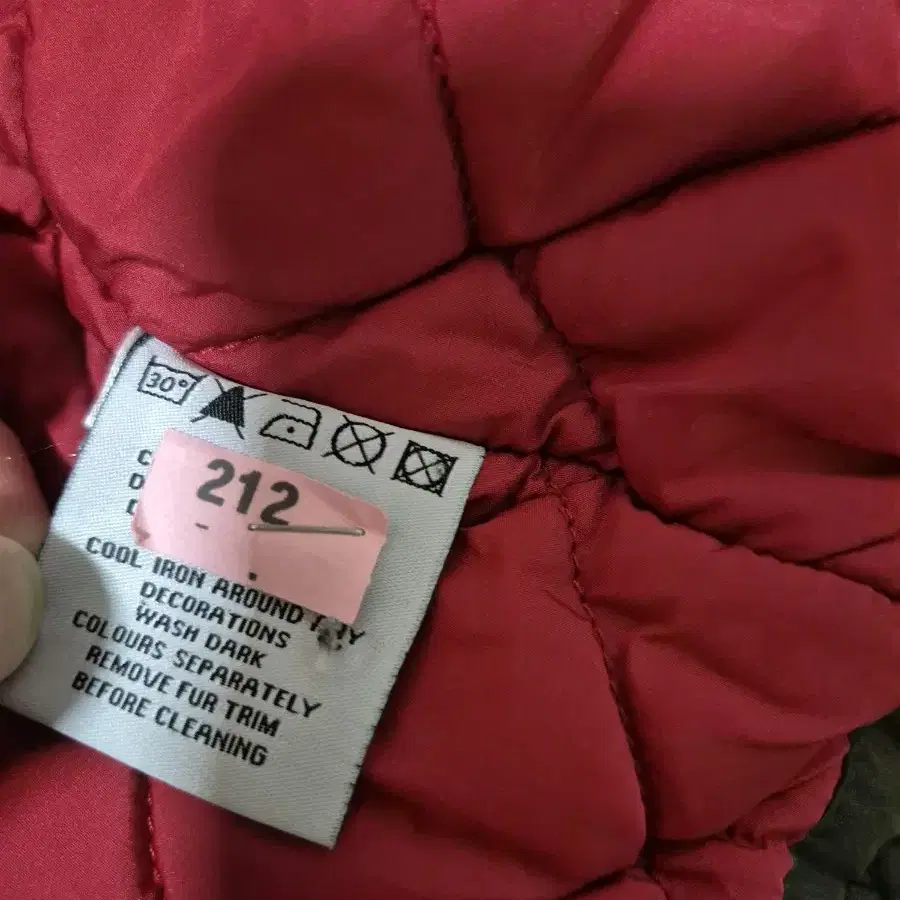 30°
212
COOL IRON AROUND
DECORATIONS
WASH DARK
COLOURS SEPARATELY
REMOVE FUR TRIM
BEFORE CLEANING